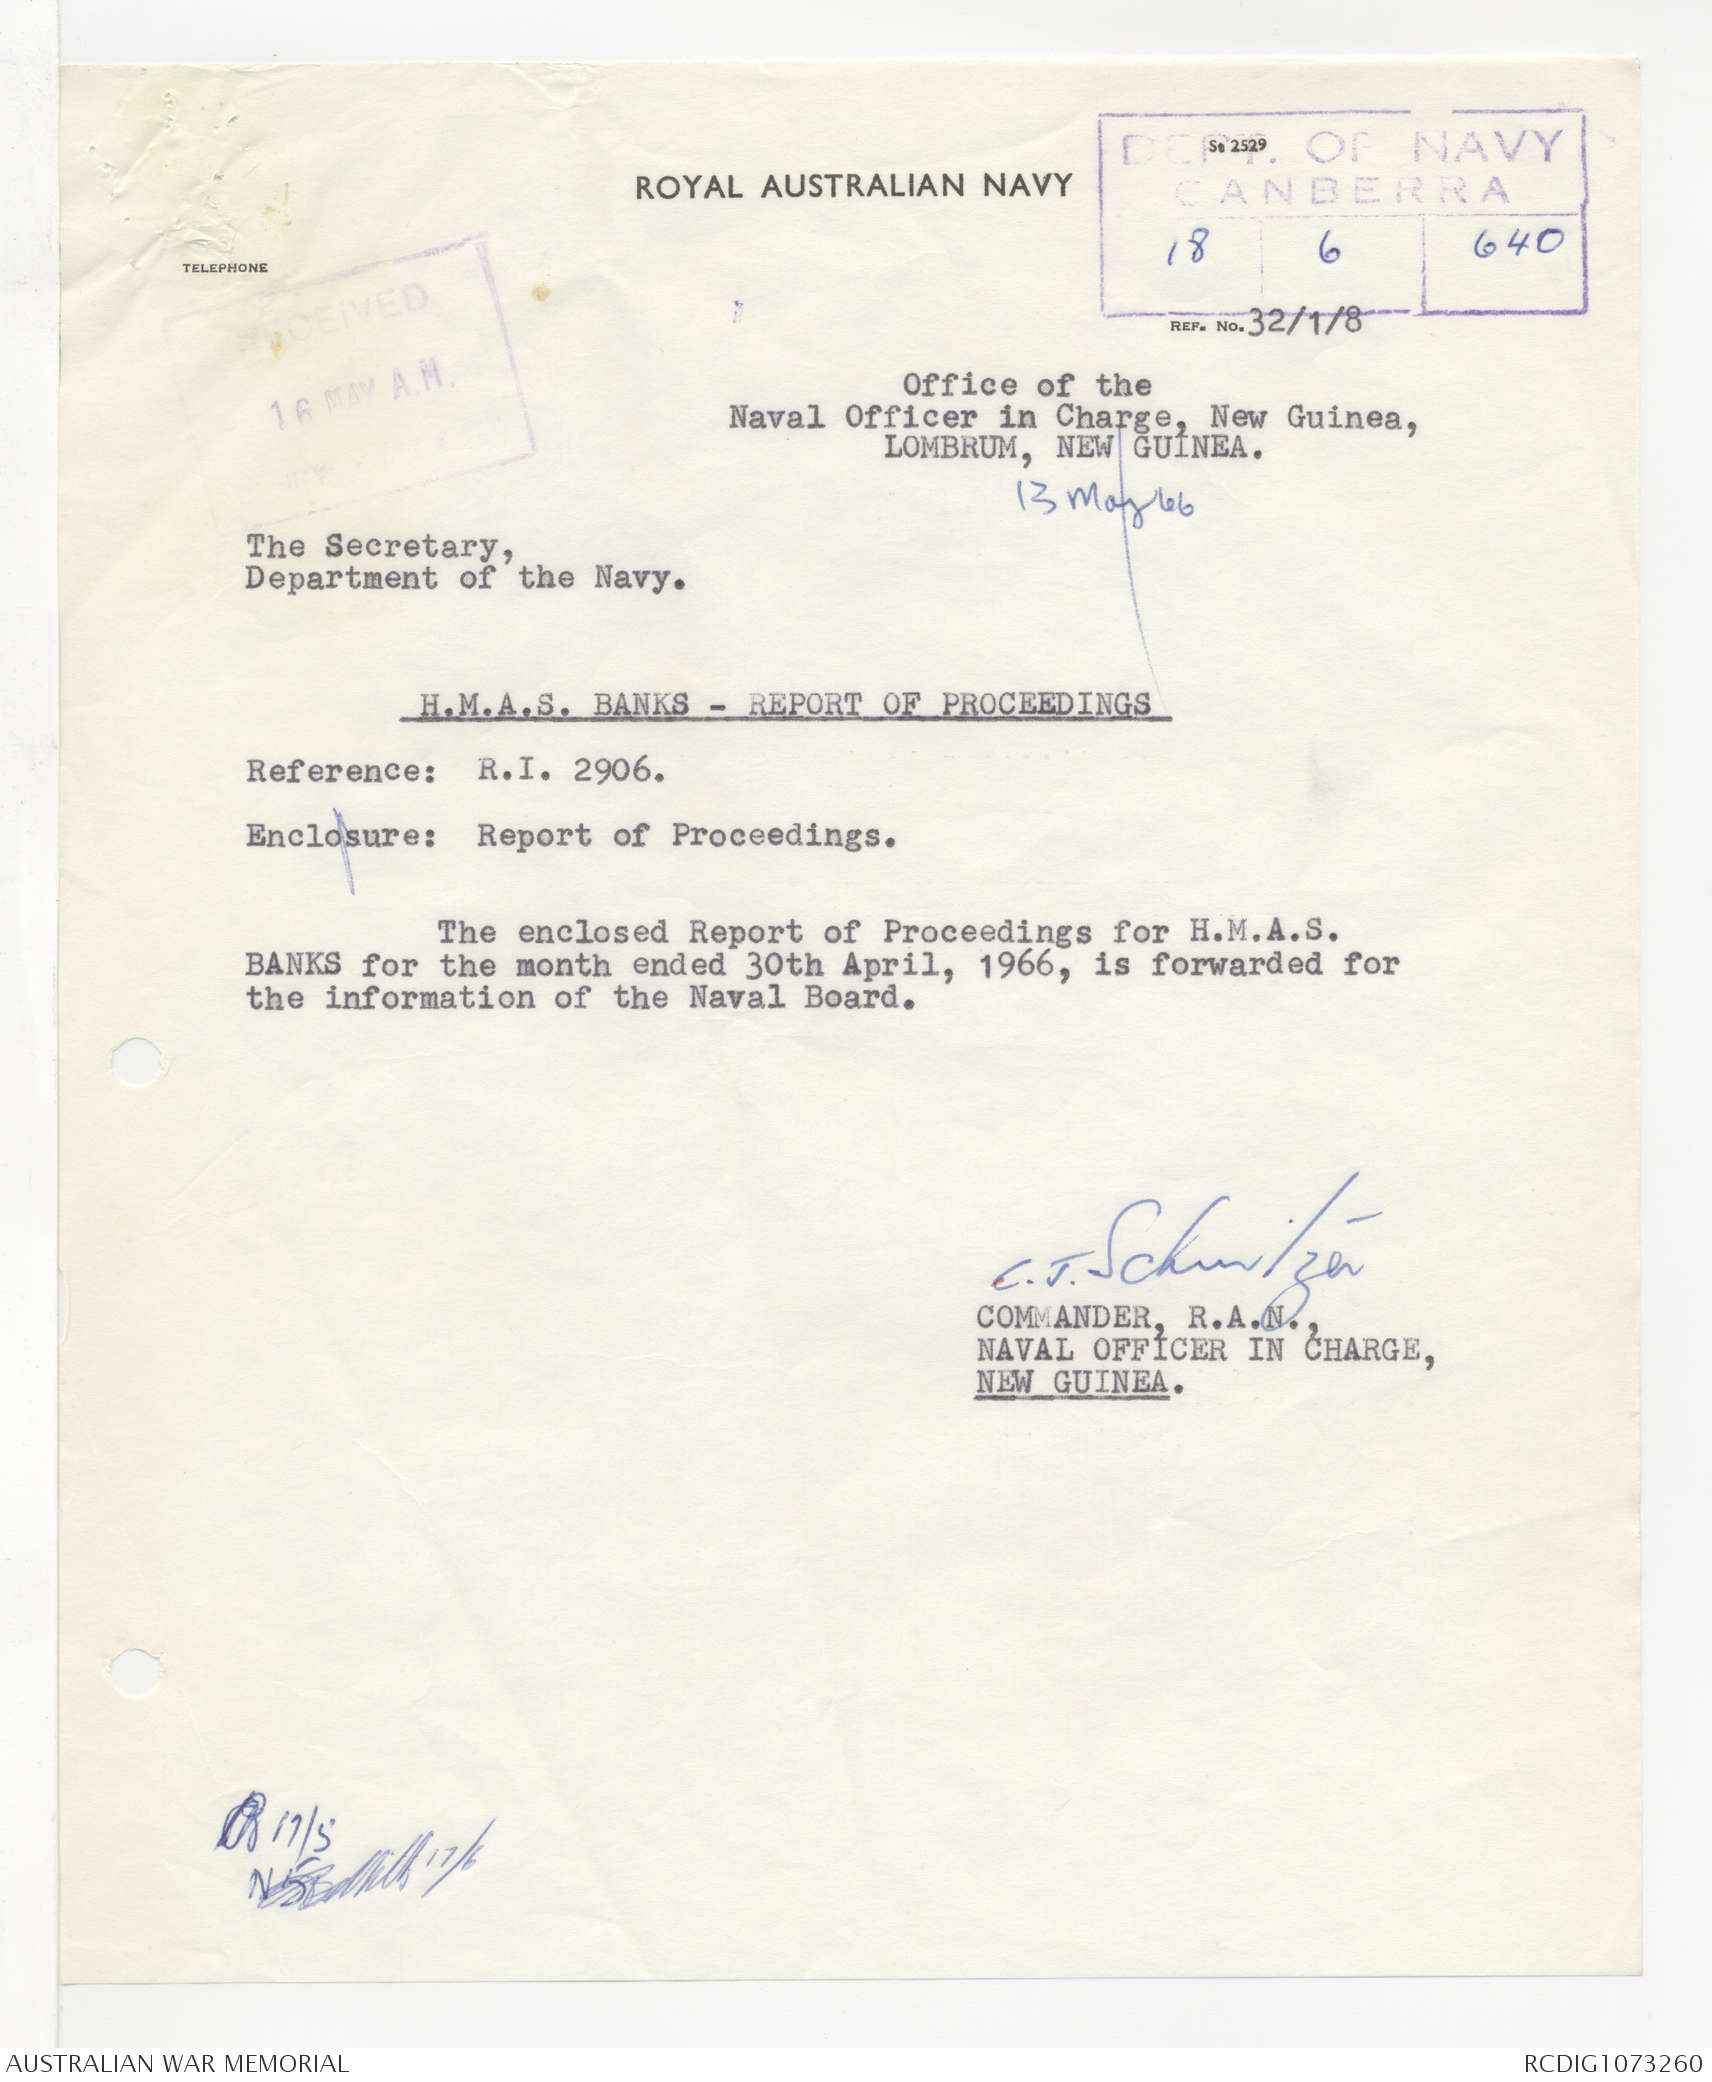 ROYAL AUSTRALIAN NAVY
DEPT. OF NAVY
CANBERRA
18 6 640
Sc 2529
TELEPHONE
RECEIVED
16 MAY A.M.
REF. No. 32/1/8
Office of the
Naval Officer in Charge, New Guinea,
LOMBRUM, NEW GUINEA.
13 May 66
The Secretary,
Department of the Navy.
H.M.A.S. BANKS - REPORT OF PROCEEDINGS
Reference: R.I. 2906.
Enclosure: Report of Proceedings.
The enclosed Report of Proceedings for H.M.A.S.
BANKS for the month ended 30th April, 1966, is forwarded for
the information of the Naval Board.
COMMANDER, R.A.N.,
NAVAL OFFICER IN CHARGE,
NEW GUINEA.
17/5
17/6
AUSTRALIAN WAR MEMORIAL
RCDIG1073260